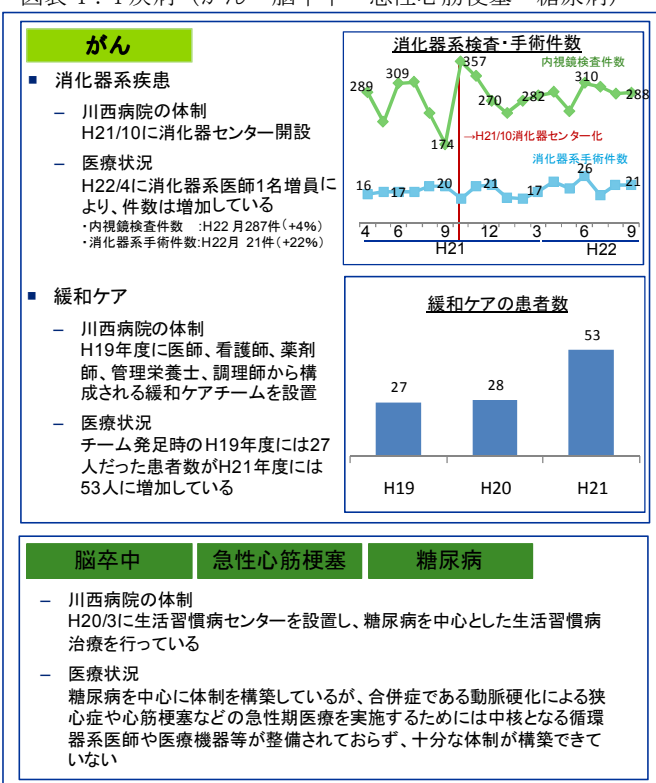 図表 4:4疾病（がん・脳卒中・急性心筋梗塞・糖尿病）
がん
■ 消化器系疾患
– 川西病院の体制
H21/10に消化器センター開設
– 医療状況
H22/4に消化器系医師1名増員に
より、件数は増加している
・内視鏡検査件数 :H22 月287件(+4%)
・消化器系手術件数:H22月 21件(+22%)
消化器系検査・手術件数
内視鏡検査件数
289 309 174 357 270 282 310 288
→H21/10消化器センター化
消化器系手術件数
16 17 20 21 17 26 21
4 6 9 12 3 6 9
H21 H22
■ 緩和ケア
– 川西病院の体制
H19年度に医師、看護師、薬剤
師、管理栄養士、調理師から構
成される緩和ケアチームを設置
– 医療状況
チーム発足時のH19年度には27
人だった患者数がH21年度には
53人に増加している
緩和ケアの患者数
27 28 53
H19 H20 H21
脳卒中 急性心筋梗塞 糖尿病
– 川西病院の体制
H20/3に生活習慣病センターを設置し、糖尿病を中心とした生活習慣病
治療を行っている
– 医療状況
糖尿病を中心に体制を構築しているが、合併症である動脈硬化による狭
心症や心筋梗塞などの急性期医療を実施するためには中核となる循環
器系医師や医療機器等が整備されておらず、十分な体制が構築できて
いない